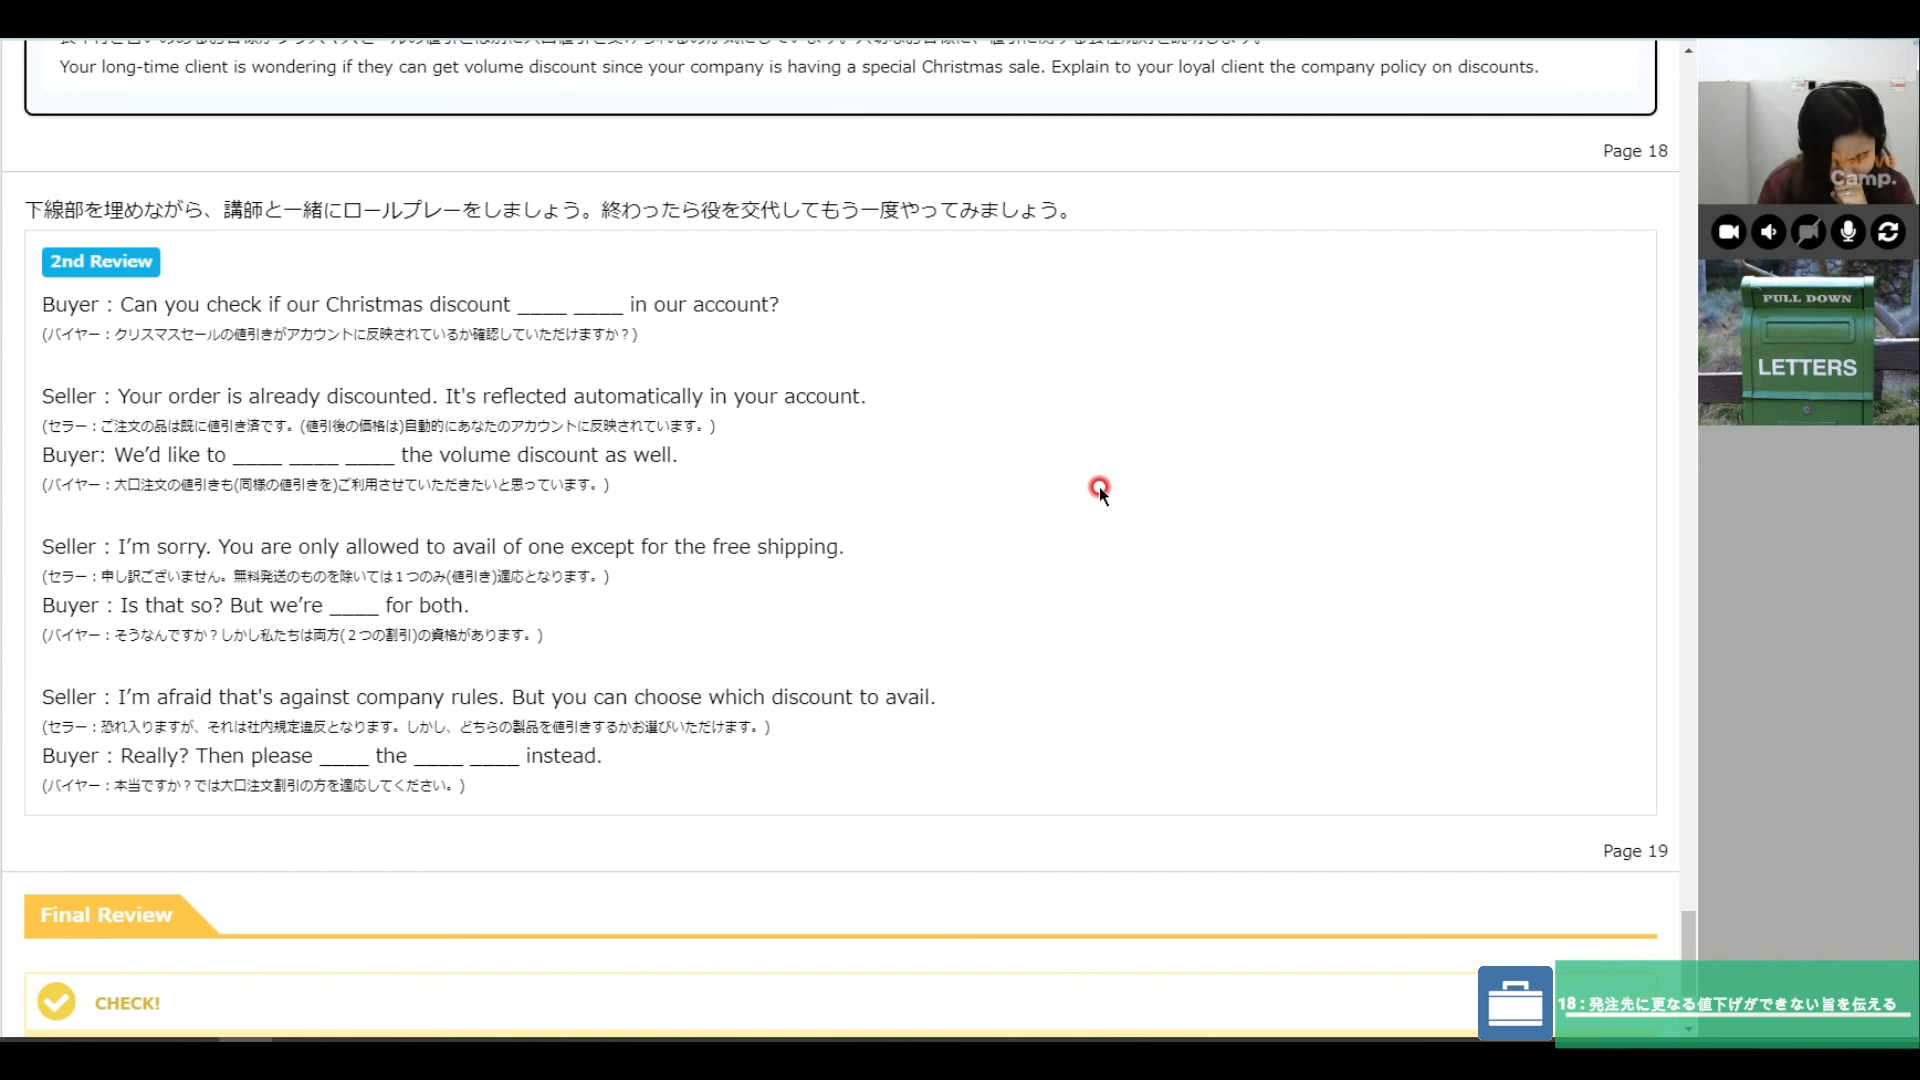 Your long-time client is wondering if they can get volume discount since your company is having a special Christmas sale. Explain to your loyal client the company policy on discounts.
Page 18
下線部を埋めながら、講師と一緒にロールプレーをしましょう。終わったら役を交代してもう一度やってみましょう。
2nd Review
Buyer : Can you check if our Christmas discount ____ ____ in our account?
(バイヤー : クリスマスセールの値引きがアカウントに反映されているか確認していただけますか？)
Seller : Your order is already discounted. It's reflected automatically in your account.
(セラー : ご注文の品は既に値引き済です。(値引後の価格は)自動的にあなたのアカウントに反映されています。)
Buyer: We’d like to ____ ____ ____ the volume discount as well.
(バイヤー : 大口注文の値引きも(同様の値引きを)ご利用させていただきたいと思っています。)
Seller : I’m sorry. You are only allowed to avail of one except for the free shipping.
(セラー : 申し訳ございません。無料発送のものを除いては１つのみ(値引き)適応となります。)
Buyer : Is that so? But we’re ____ for both.
(バイヤー : そうなんですか？しかし私たちは両方(２つの割引)の資格があります。)
Seller : I’m afraid that's against company rules. But you can choose which discount to avail.
(セラー : 恐れ入りますが、それは社内規定違反となります。しかし、どちらの製品を値引きするかお選びいただけます。)
Buyer : Really? Then please ____ the ____ ____ instead.
(バイヤー : 本当ですか？では大口注文割引の方を適応してください。)
Page 19
Final Review
CHECK!
Native
Camp.
PULL DOWN
LETTERS
18 : 発注先に更なる値下げができない旨を伝える